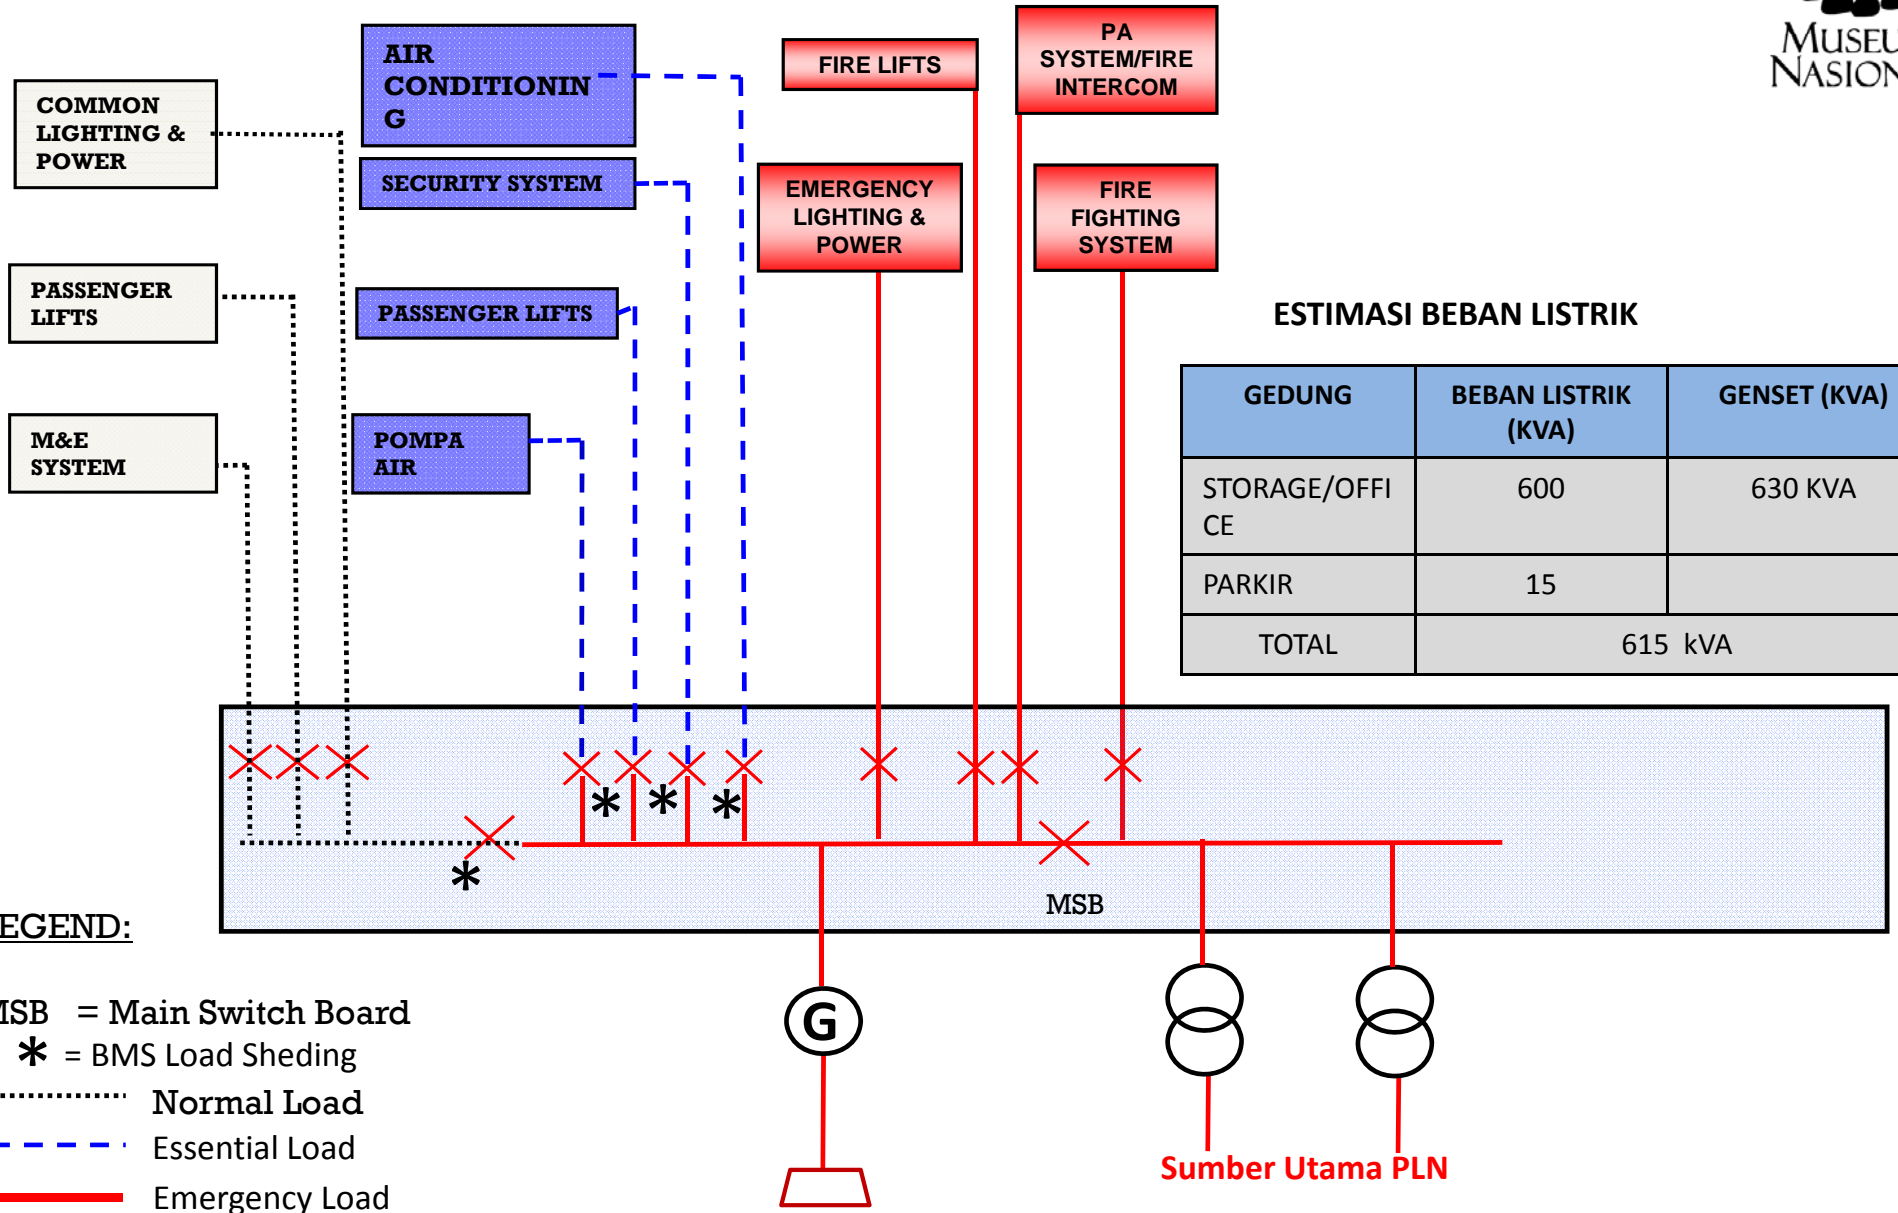 MUSEU
NASION
COMMON
LIGHTING &
POWER
AIR
CONDITIONIN
G
FIRE LIFTS
PA
SYSTEM/FIRE
INTERCOM
SECURITY SYSTEM
EMERGENCY
LIGHTING &
POWER
FIRE
FIGHTING
SYSTEM
PASSENGER
LIFTS
PASSENGER LIFTS
M&E
SYSTEM
POMPA
AIR
ESTIMASI BEBAN LISTRIK
GEDUNG
BEBAN LISTRIK
(KVA)
GENSET (KVA)
STORAGE/OFFI
CE
600
630 KVA
PARKIR
15
TOTAL
615 kVA
*
*
*
*
MSB
G
Sumber Utama PLN
EGEND:
MSB = Main Switch Board
* = BMS Load Sheding
Normal Load
Essential Load
Emergency Load